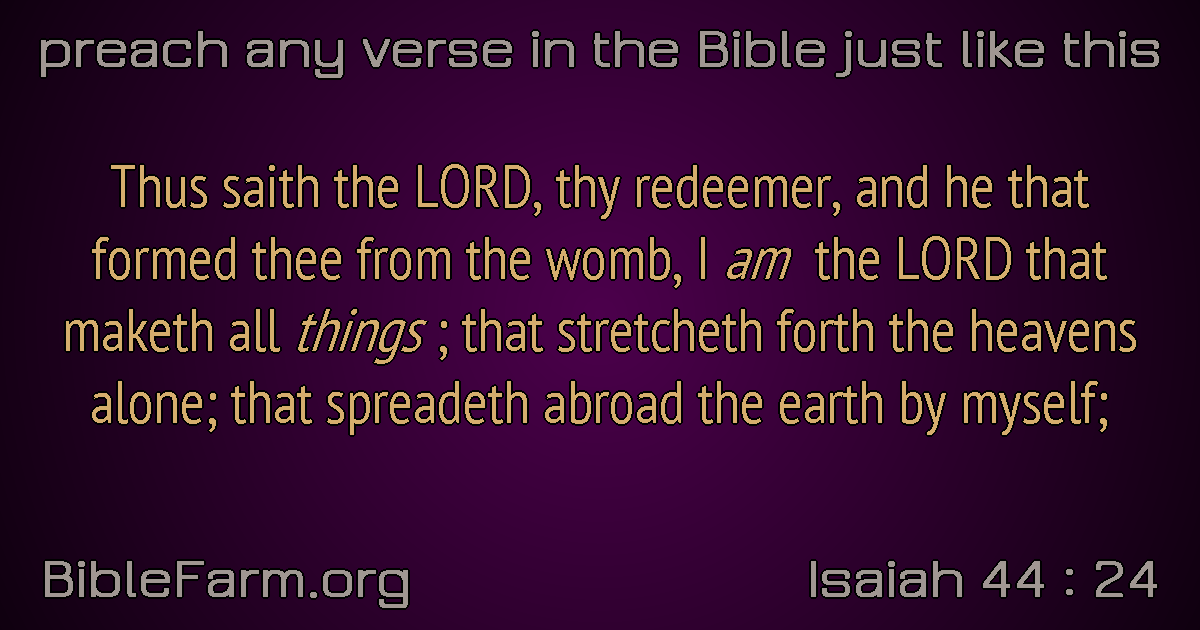 preach any verse in the Bible just like this
Thus saith the LORD, thy redeemer, and he that
formed thee from the womb, I am the LORD that
maketh all things ; that stretcheth forth the heavens
alone; that spreadeth abroad the earth by myself;
BibleFarm.org
Isaiah 44 : 24